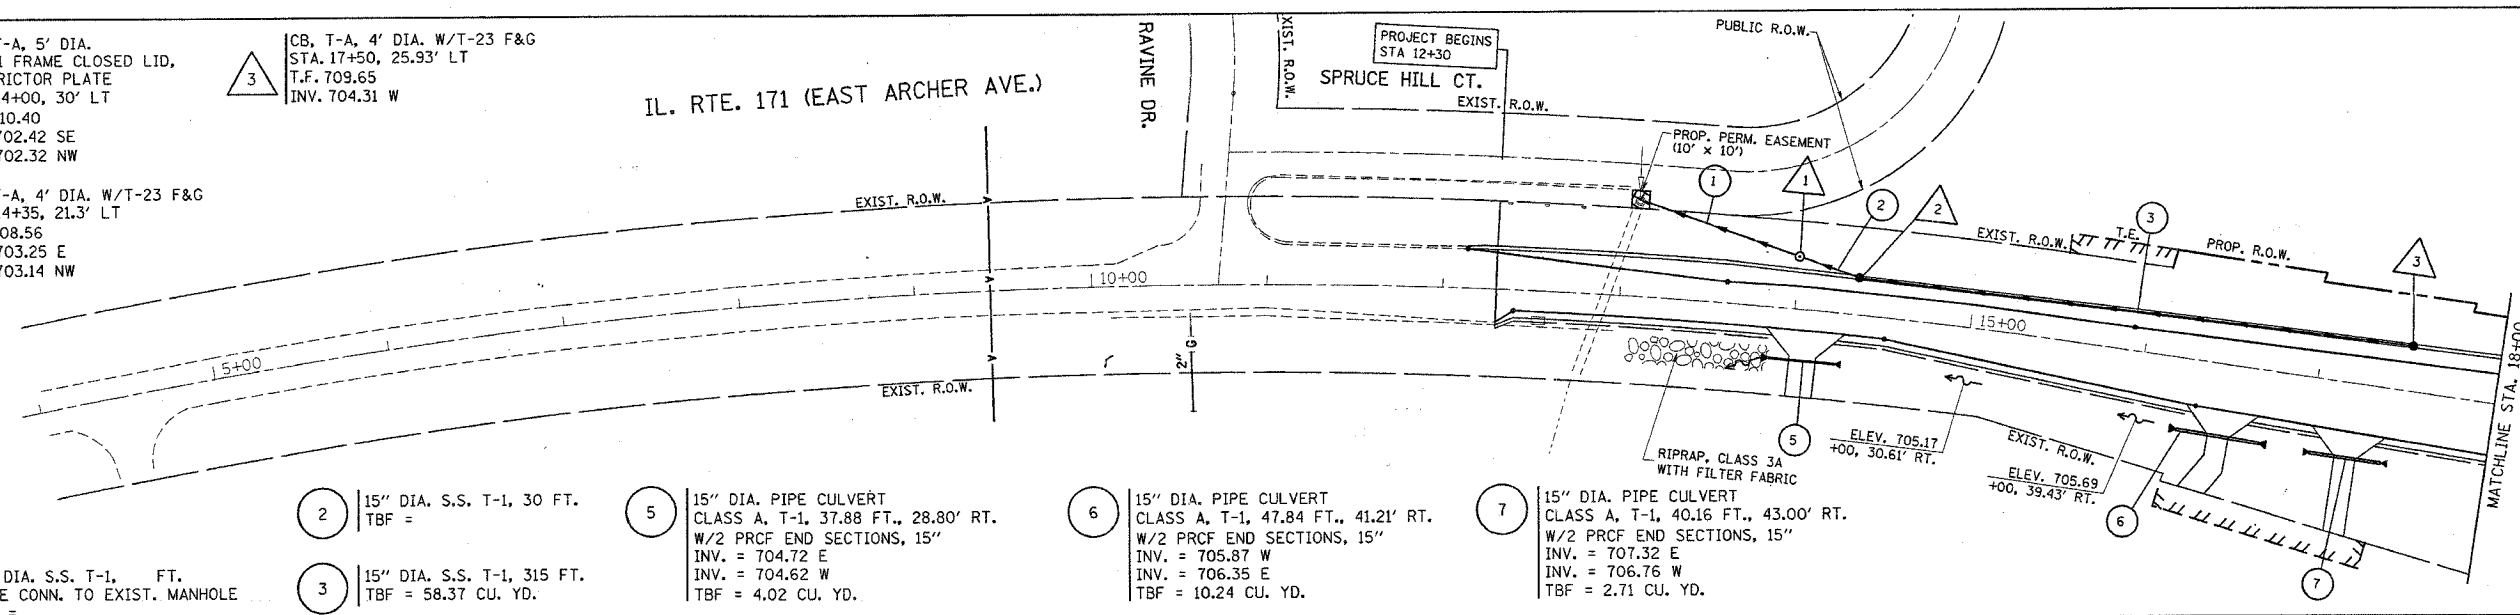 -A, 5' DIA.
FRAME CLOSED LID,
RICTOR PLATE
4+00, 30' LT
10.40
702.42 SE
702.32 NW
-A, 4' DIA. W/T-23 F&G
4+35, 21.3' LT
08.56
703.25 E
703.14 NW
3
CB, T-A, 4' DIA. W/T-23 F&G
STA. 17+50, 25.93' LT
T.F. 709.65
INV. 704.31 W
IL. RTE. 171 (EAST ARCHER AVE.)
RAVINE DR.
EXIST. R.O.W.
PROJECT BEGINS
STA 12+30
SPRUCE HILL CT.
EXIST. R.O.W.
PUBLIC R.O.W.
PROP. PERM. EASEMENT
(10' x 10')
1
1
2
2
3
3
EXIST. R.O.W.
EXIST. R.O.W.
T.E.
PROP. R.O.W.
A
A
A
5+00
10+00
15+00
2" G
EXIST. R.O.W.
RIPRAP, CLASS 3A
WITH FILTER FABRIC
5
ELEV. 705.17
+00, 30.61' RT.
EXIST. R.O.W.
ELEV. 705.69
+00, 39.43' RT.
6
7
MATCHLINE STA. 18+00
2
15" DIA. S.S. T-1, 30 FT.
TBF =
DIA. S.S. T-1, FT.
E CONN. TO EXIST. MANHOLE
=
3
15" DIA. S.S. T-1, 315 FT.
TBF = 58.37 CU. YD.
5
15" DIA. PIPE CULVERT
CLASS A, T-1, 37.88 FT., 28.80' RT.
W/2 PRCF END SECTIONS, 15"
INV. = 704.72 E
INV. = 704.62 W
TBF = 4.02 CU. YD.
6
15" DIA. PIPE CULVERT
CLASS A, T-1, 47.84 FT., 41.21' RT.
W/2 PRCF END SECTIONS, 15"
INV. = 705.87 W
INV. = 706.35 E
TBF = 10.24 CU. YD.
7
15" DIA. PIPE CULVERT
CLASS A, T-1, 40.16 FT., 43.00' RT.
W/2 PRCF END SECTIONS, 15"
INV. = 707.32 E
INV. = 706.76 W
TBF = 2.71 CU. YD.